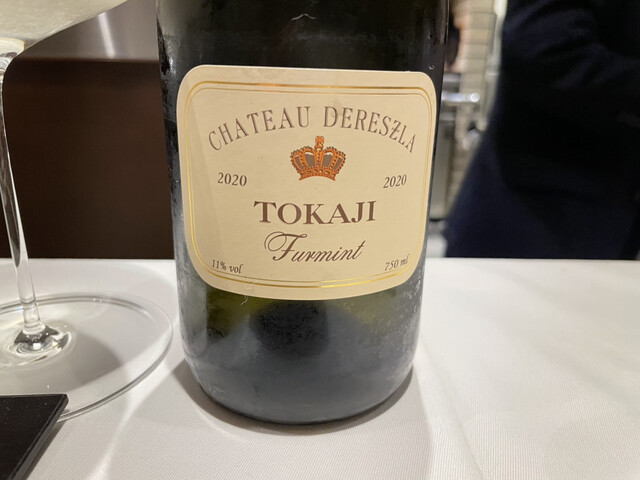 CHATEAU DERESZLA
2020 2020
TOKAJI
Furmint
11% vol 750 ml